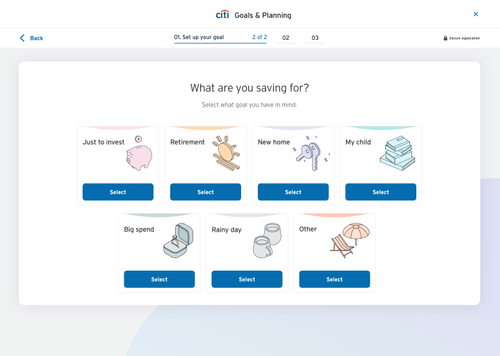 citi Goals & Planning
×
Back
01. Set up your goal 2 of 2 02 03
Secure Application
What are you saving for?
Select what goal you have in mind.
Just to invest
Retirement
New home
My child
Select
Select
Select
Select
Big spend
Rainy day
Other
Select
Select
Select